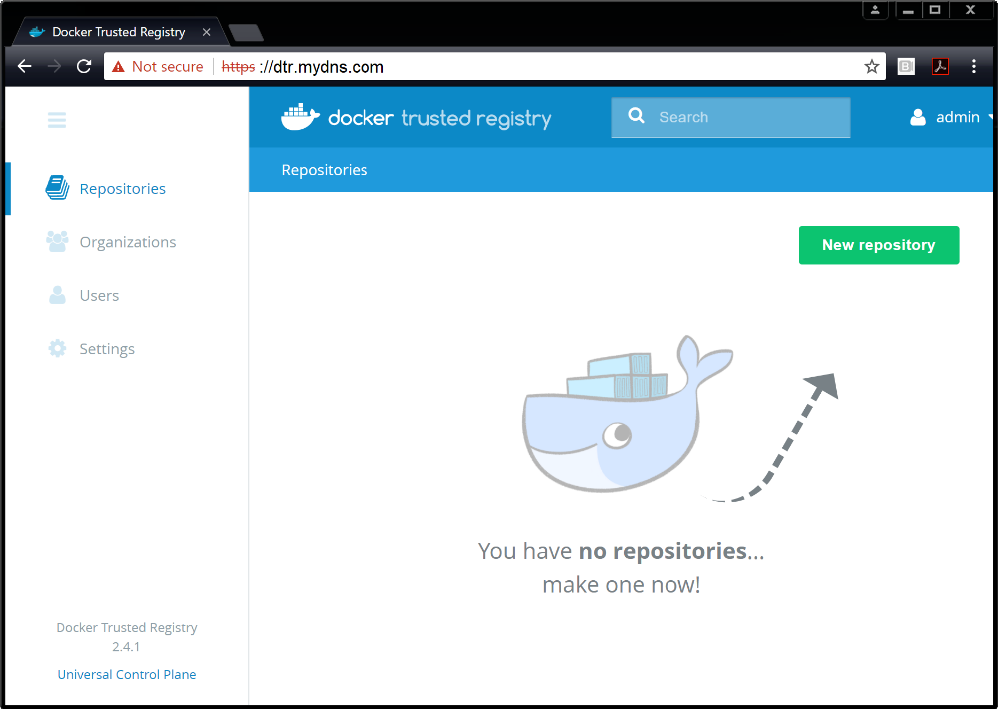 Docker Trusted Registry
Not secure https ://dtr.mydns.com
docker trusted registry
Search
admin
Repositories
Repositories
Organizations
Users
Settings
New repository
You have no repositories...
make one now!
Docker Trusted Registry
2.4.1
Universal Control Plane